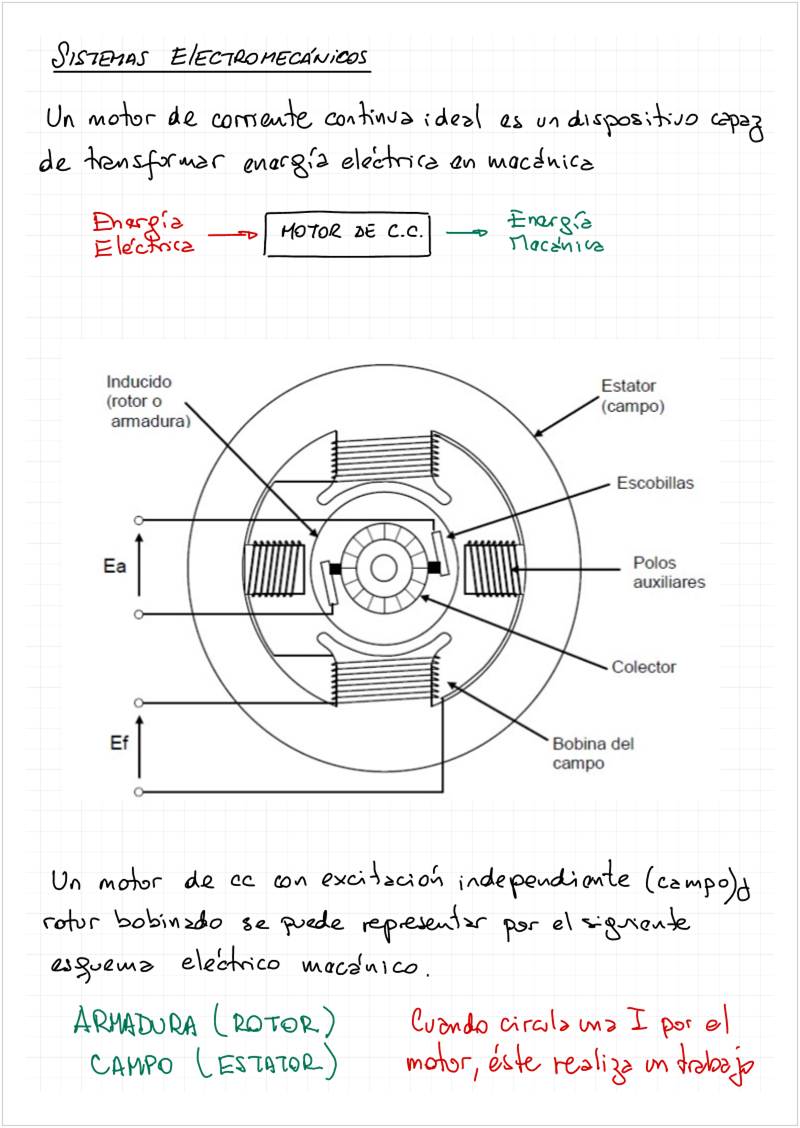 SISTEMAS ELECTROMECÁNICOS
Un motor de corriente continua ideal es un dispositivo capaz
de transformar energía eléctrica en mecánica
Energía
Eléctrica
MOTOR DE C.C.
Energía
Mecánica
Inducido
(rotor o
armadura)
Estator
(campo)
Escobillas
Ea
Polos
auxiliares
Colector
Ef
Bobina del
campo
Un motor de cc con excitación independiente (campo) y
rotor bobinado se puede representar por el siguiente
esquema eléctrico mecánico.
ARMADURA (ROTOR)
CAMPO (ESTATOR)
Cuando circula una I por el
motor, éste realiza un trabajo